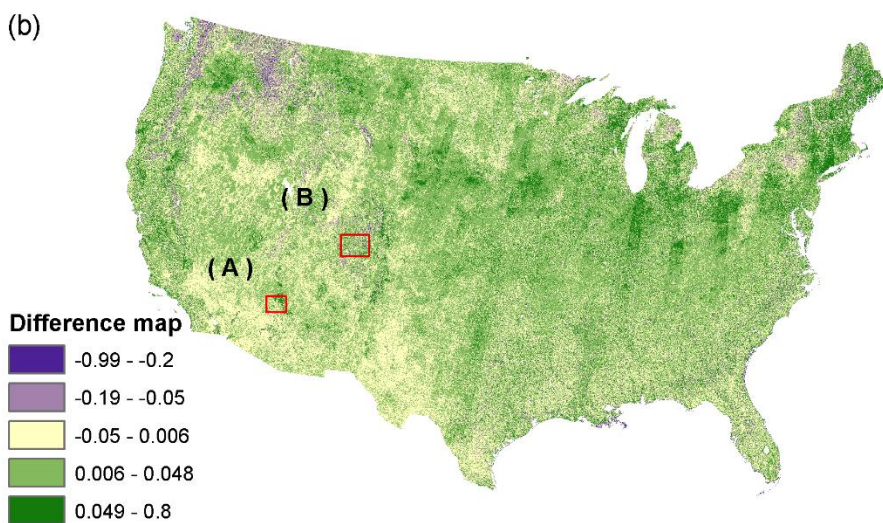 (b)
( B )
( A )
Difference map
-0.99 - -0.2
-0.19 - -0.05
-0.05 - 0.006
0.006 - 0.048
0.049 - 0.8